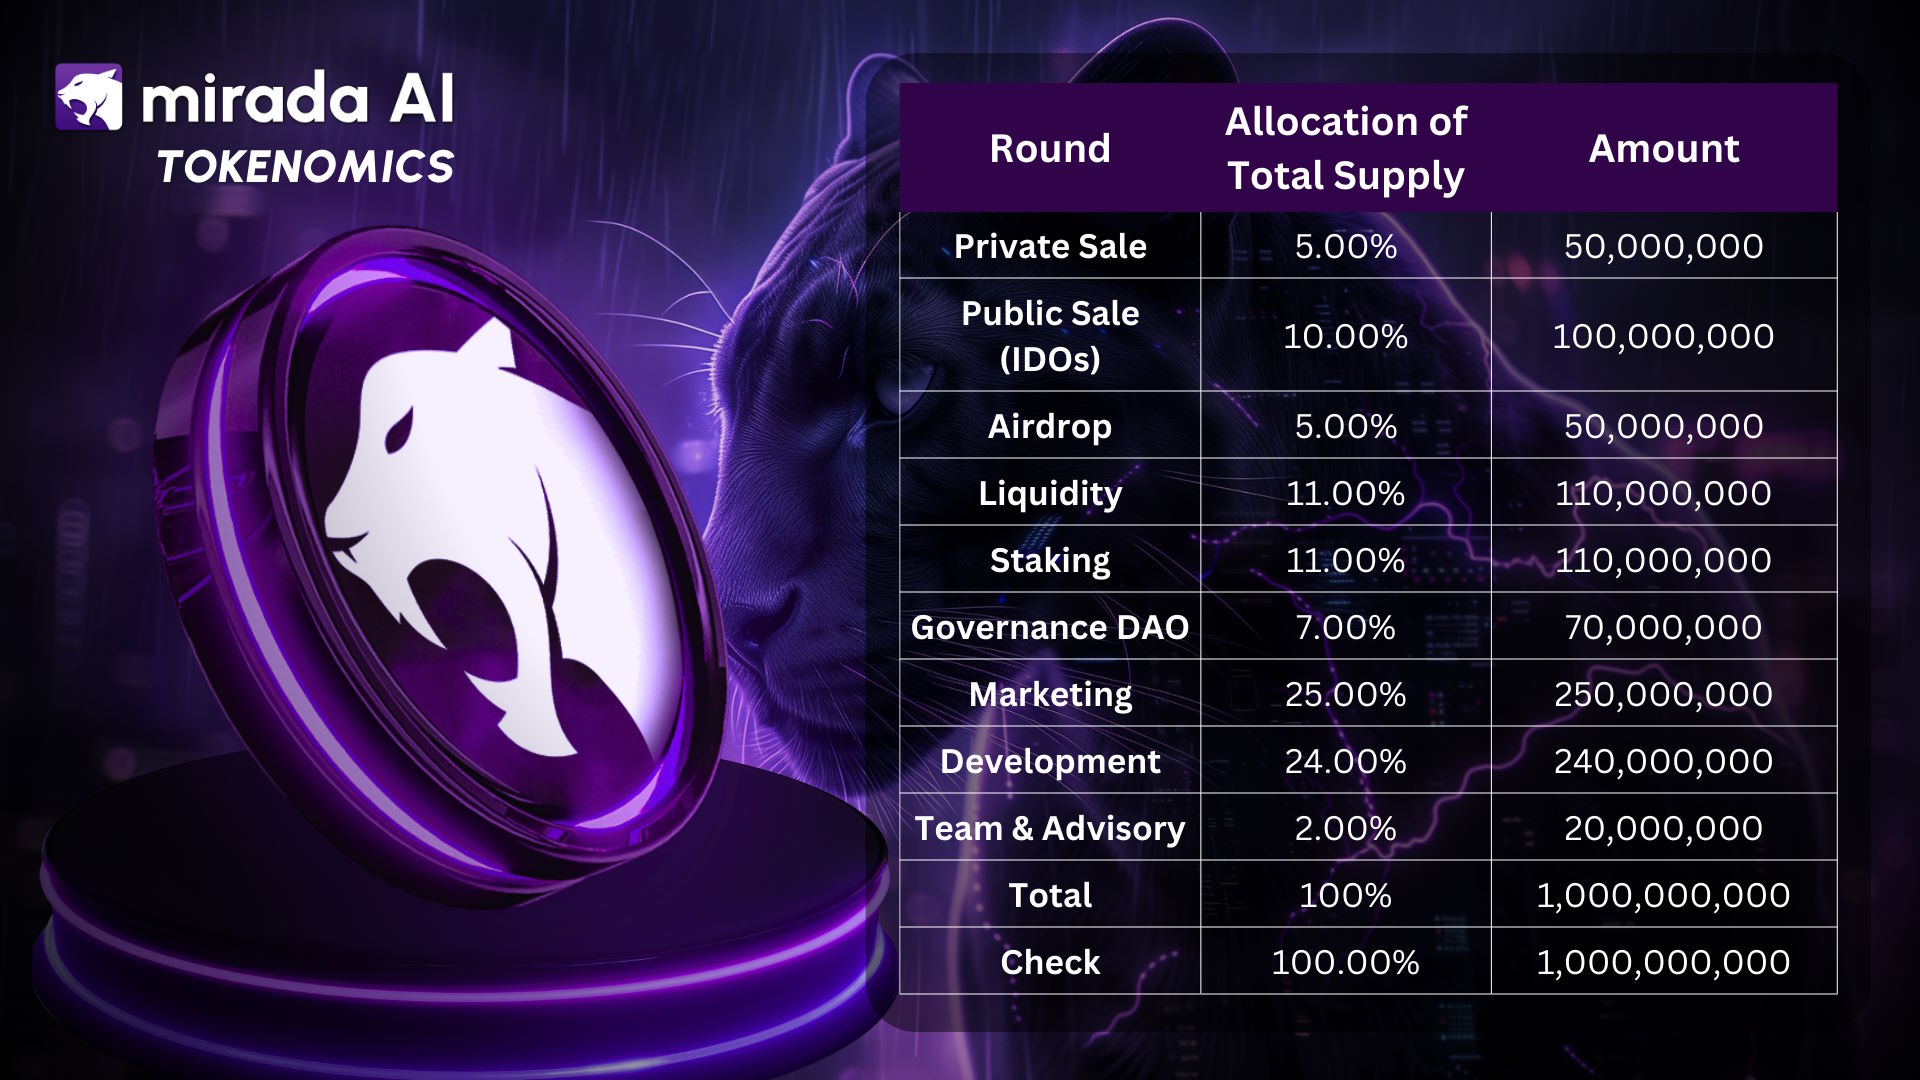 mirada AI
TOKENOMICS
Round Allocation of Total Supply Amount
Private Sale 5.00% 50,000,000
Public Sale (IDOs) 10.00% 100,000,000
Airdrop 5.00% 50,000,000
Liquidity 11.00% 110,000,000
Staking 11.00% 110,000,000
Governance DAO 7.00% 70,000,000
Marketing 25.00% 250,000,000
Development 24.00% 240,000,000
Team & Advisory 2.00% 20,000,000
Total 100% 1,000,000,000
Check 100.00% 1,000,000,000